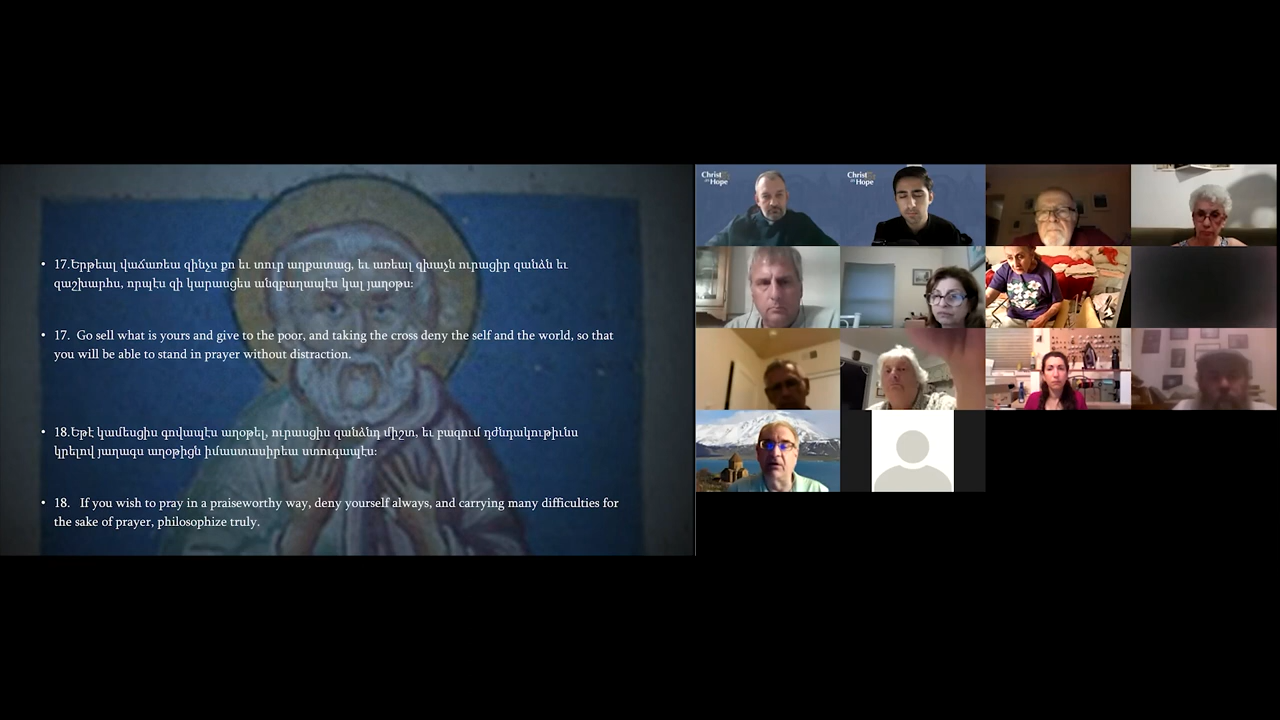 • 17.Երթեալ վաճառեա զինչս քո եւ տուր աղքատաց, եւ առեալ զխաչն ուրացիր զանձն եւ
զաշխարհս, որպէս զի կարասցես անզբաղապէս կալ յաղօթս:
• 17. Go sell what is yours and give to the poor, and taking the cross deny the self and the world, so that
you will be able to stand in prayer without distraction.
• 18.Եթէ կամեսցիս գովապէս աղօթել, ուրասցիս զանձնդ միշտ, եւ բազում դժնդակութիւնս
կրելով յաղագս աղօթիցն իմաստասիրեա ստուգապէս:
• 18. If you wish to pray in a praiseworthy way, deny yourself always, and carrying many difficulties for
the sake of prayer, philosophize truly.
Christ
Hope
Christ
Hope